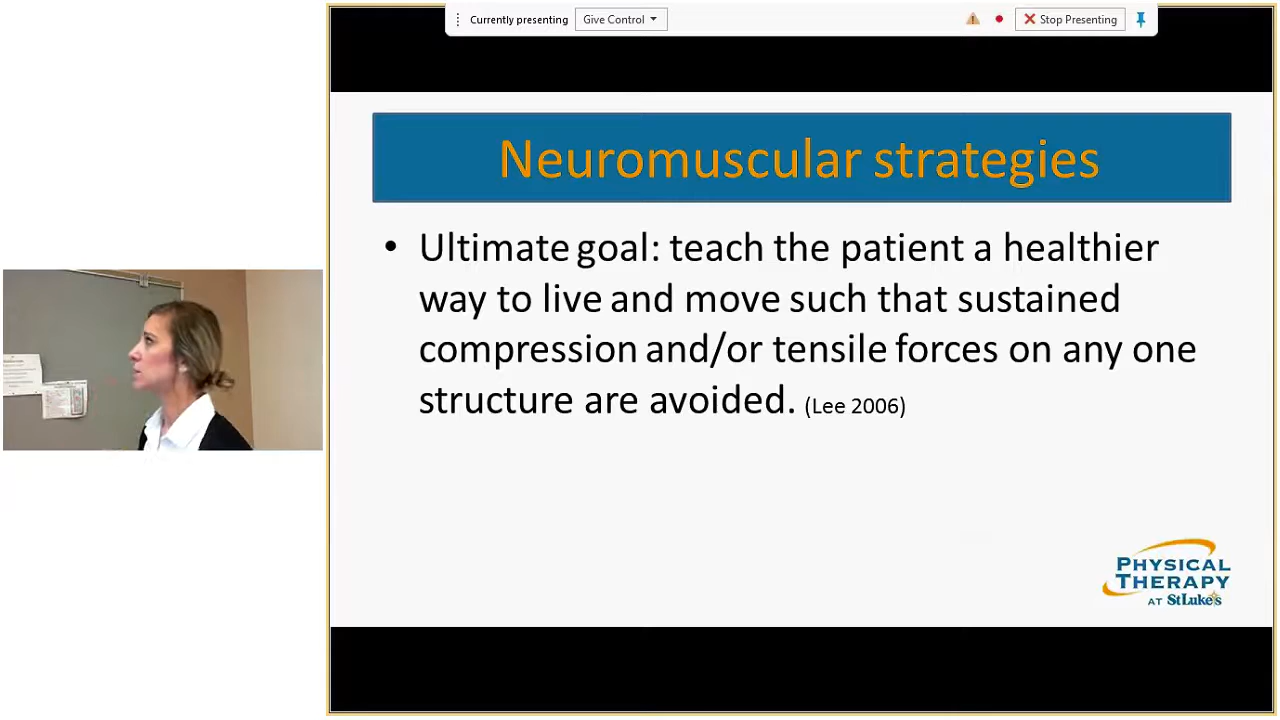 Currently presenting
Give Control
Stop Presenting
Neuromuscular strategies
• Ultimate goal: teach the patient a healthier
way to live and move such that sustained
compression and/or tensile forces on any one
structure are avoided. (Lee 2006)
PHYSICAL
THERAPY
AT StLuke's